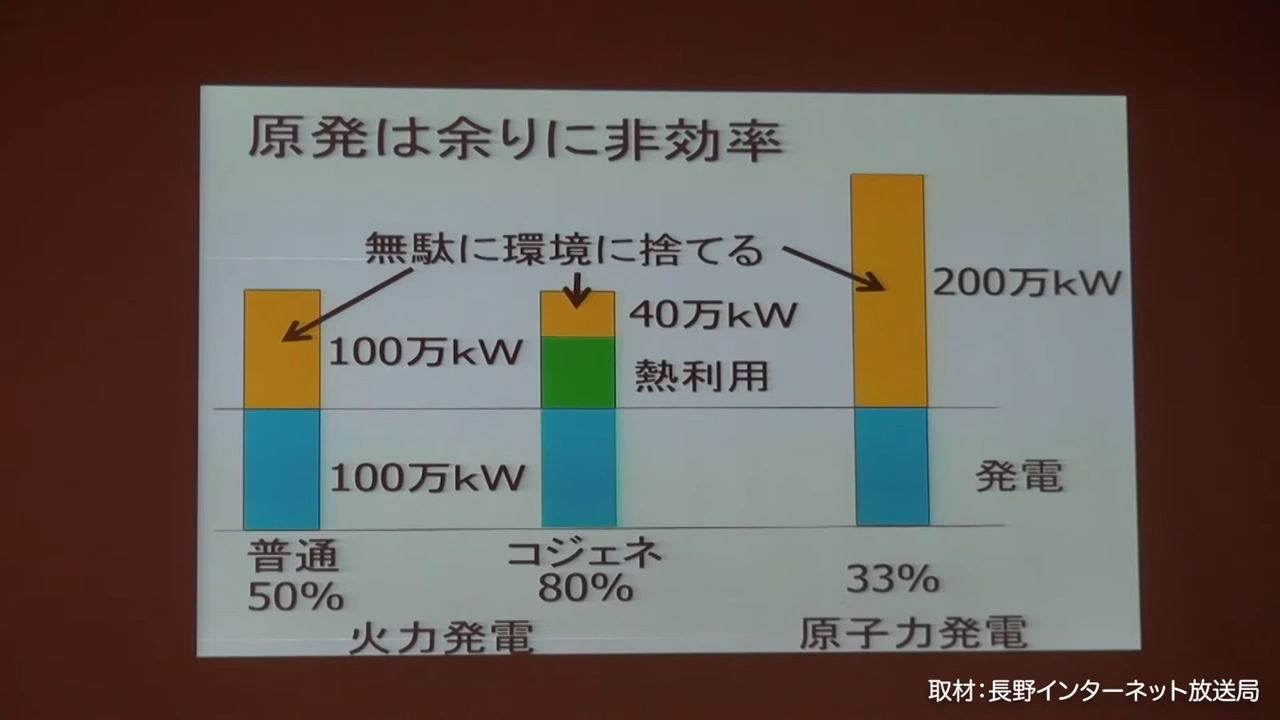 原発は余りに非効率
無駄に環境に捨てる
200万kW
40万kW
100万kW
熱利用
100万kW
発電
普通
50%
コジェネ
80%
33%
火力発電
原子力発電
取材：長野インターネット放送局